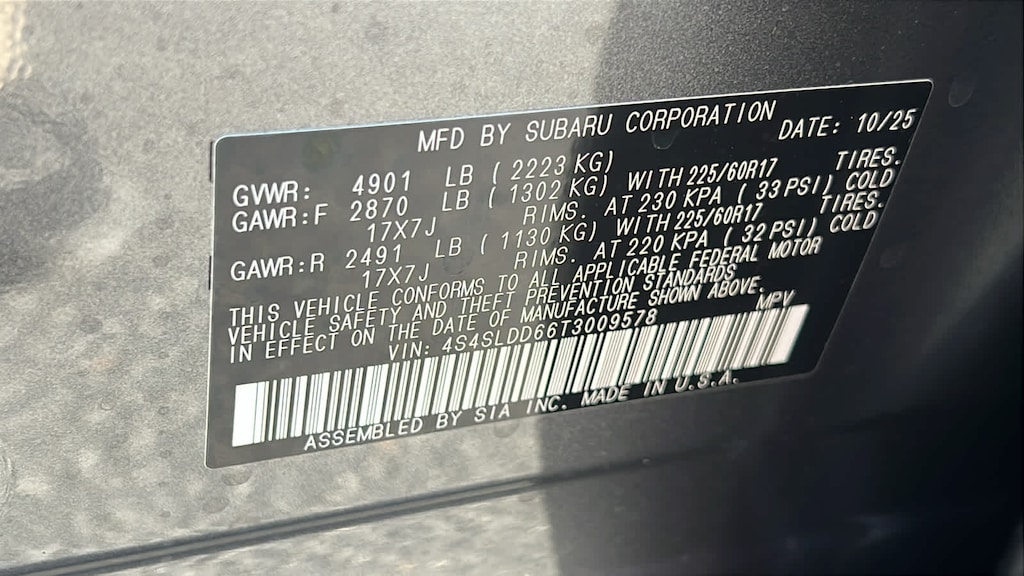 MFD BY SUBARU CORPORATION DATE: 10/25
GVWR: 4901 LB ( 2223 KG)
GAWR:F 2870 LB ( 1302 KG) WITH 225/60R17 TIRES.
17X7J RIMS. AT 230 KPA ( 33 PSI) COLD
GAWR:R 2491 LB ( 1130 KG) WITH 225/60R17 TIRES.
17X7J RIMS. AT 220 KPA ( 32 PSI) COLD
THIS VEHICLE CONFORMS TO ALL APPLICABLE FEDERAL MOTOR
VEHICLE SAFETY AND THEFT PREVENTION STANDARDS
IN EFFECT ON THE DATE OF MANUFACTURE SHOWN ABOVE.
VIN: 4S4SLDD66T3009578 MPV
ASSEMBLED BY SIA INC. MADE IN U.S.A.